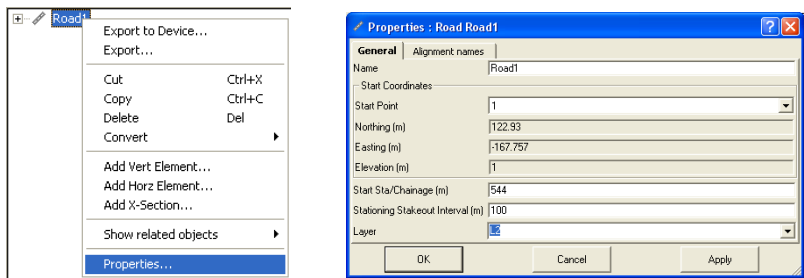 Road1
Export to Device...
Export...
Cut Ctrl+X
Copy Ctrl+C
Delete Del
Convert
Add Vert Element...
Add Horz Element...
Add X-Section...
Show related objects
Properties...
Properties : Road Road1
General Alignment names
Name Road1
Start Coordinates
Start Point 1
Northing (m) 122.93
Easting (m) -167.757
Elevation (m) 1
Start Sta/Chainage (m) 544
Stationing Stakeout Interval (m) 100
Layer L2
OK Cancel Apply